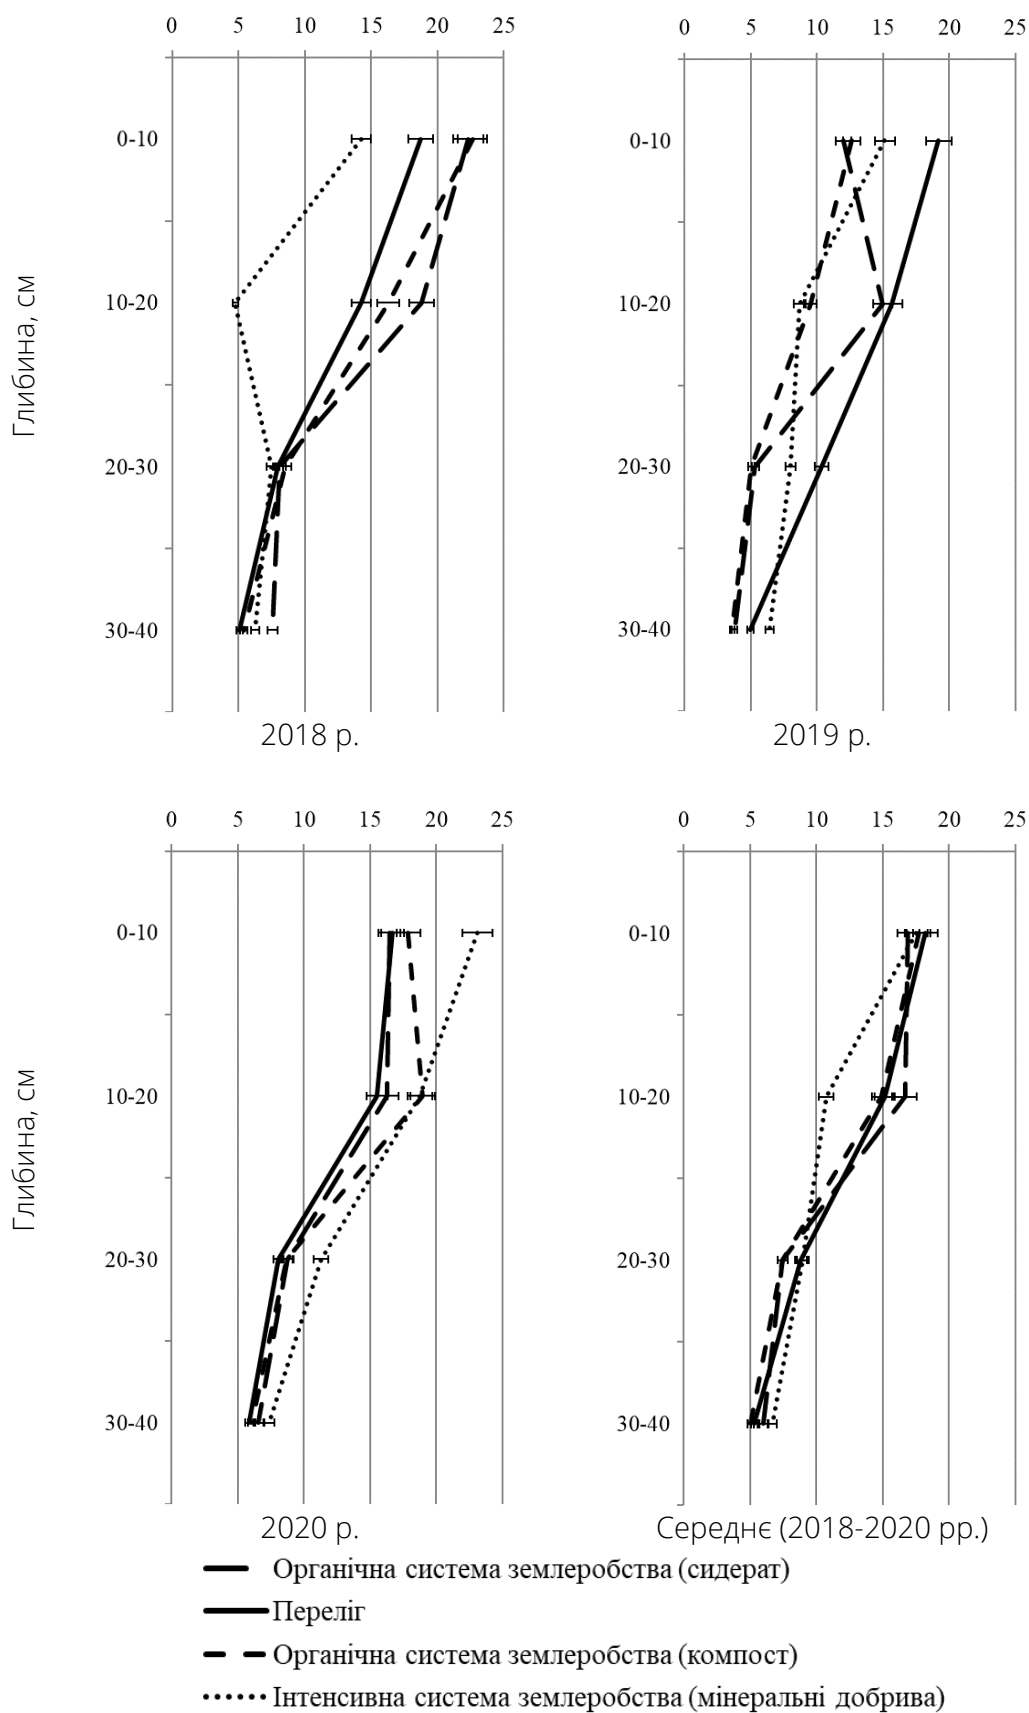 0 5 10 15 20 25
0-10
10-20
20-30
30-40
Глибина, см
2018 р.
0 5 10 15 20 25
0-10
10-20
20-30
30-40
2019 р.
0 5 10 15 20 25
0-10
10-20
20-30
30-40
Глибина, см
2020 р.
0 5 10 15 20 25
0-10
10-20
20-30
30-40
Середнє (2018-2020 рр.)
Органічна система землеробства (сидерат)
Переліг
Органічна система землеробства (компост)
Інтенсивна система землеробства (мінеральні добрива)